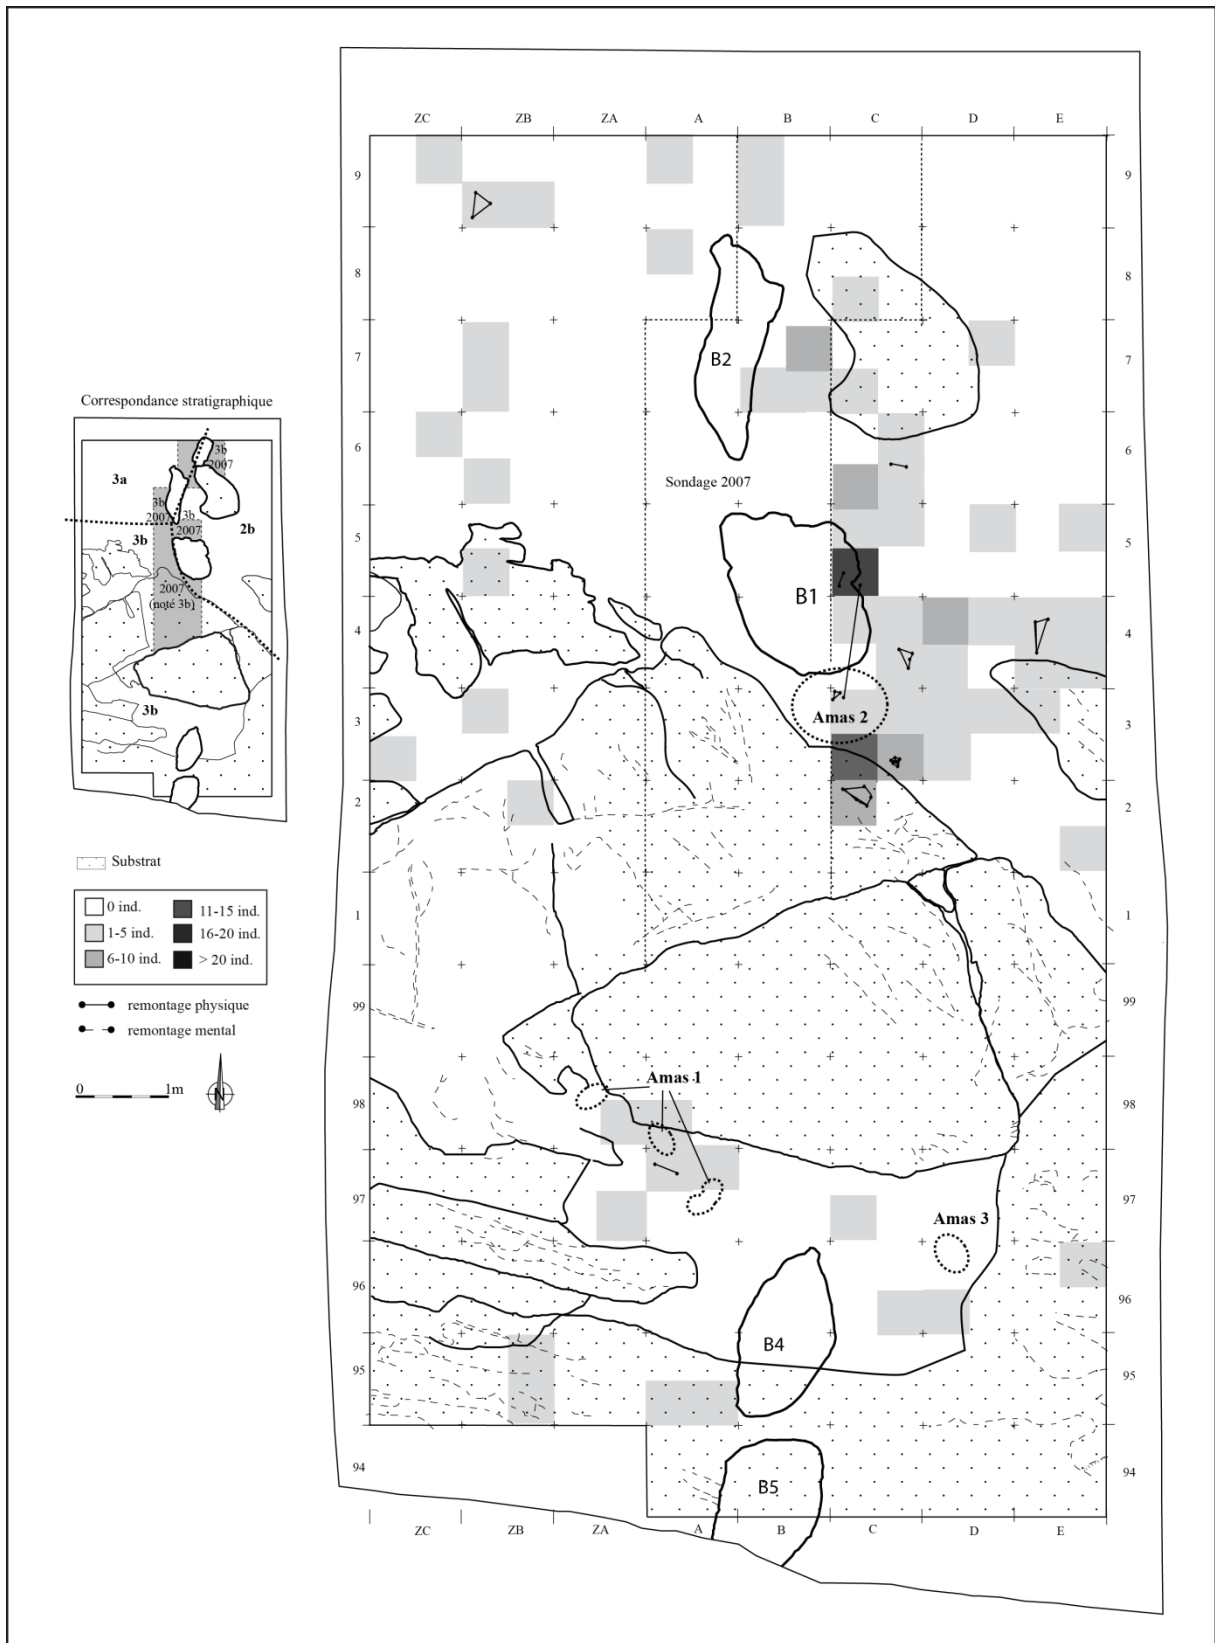 ZC ZB ZA A B C D E
9 9
8 8
B2
7 7
Correspondance stratigraphique
6 6
3b
2007
3a
Sondage 2007
3b
2007
3b
2007
2b
3b
5 5
2007
(noté 3b)
B1
4 4
3b
Amas 2
3 3
2 2
Substrat
0 ind. 11-15 ind.
1-5 ind. 16-20 ind.
6-10 ind. > 20 ind.
1 1
remontage physique
remontage mental
99 99
N
0 1m
Amas 1
98 98
97 97
Amas 3
96 96
B4
95 95
94 94
B5
ZC ZB ZA A B C D E